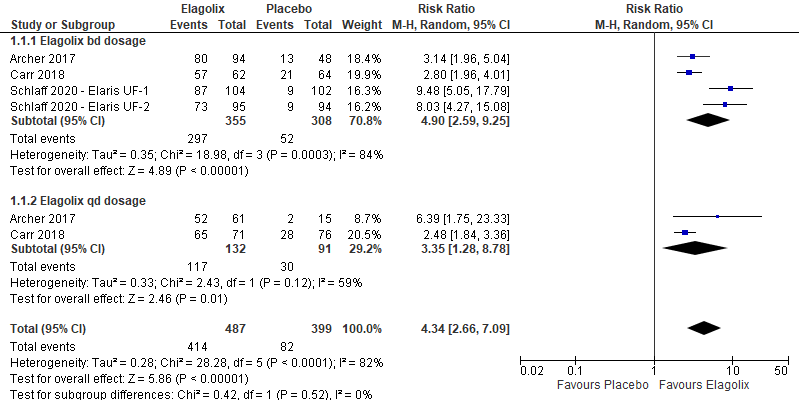 Elagolix Placebo Risk Ratio Risk Ratio
Study or Subgroup Events Total Events Total Weight M-H, Random, 95% CI M-H, Random, 95% CI
1.1.1 Elagolix bd dosage
Archer 2017 80 94 13 48 18.4% 3.14 [1.96, 5.04]
Carr 2018 57 62 21 64 19.9% 2.80 [1.96, 4.01]
Schlaff 2020 - Elaris UF-1 87 104 9 102 16.3% 9.48 [5.05, 17.79]
Schlaff 2020 - Elaris UF-2 73 95 9 94 16.2% 8.03 [4.27, 15.08]
Subtotal (95% CI) 355 308 70.8% 4.90 [2.59, 9.25]
Total events 297 52
Heterogeneity: Tau² = 0.35; Chi² = 18.98, df = 3 (P = 0.0003); I² = 84%
Test for overall effect: Z = 4.89 (P < 0.00001)
1.1.2 Elagolix qd dosage
Archer 2017 52 61 2 15 8.7% 6.39 [1.75, 23.33]
Carr 2018 65 71 28 76 20.5% 2.48 [1.84, 3.36]
Subtotal (95% CI) 132 91 29.2% 3.35 [1.28, 8.78]
Total events 117 30
Heterogeneity: Tau² = 0.33; Chi² = 2.43, df = 1 (P = 0.12); I² = 59%
Test for overall effect: Z = 2.46 (P = 0.01)
Total (95% CI) 487 399 100.0% 4.34 [2.66, 7.09]
Total events 414 82
Heterogeneity: Tau² = 0.28; Chi² = 28.28, df = 5 (P < 0.0001); I² = 82%
Test for overall effect: Z = 5.86 (P < 0.00001)
Test for subgroup differences: Chi² = 0.42, df = 1 (P = 0.52), I² = 0%
0.02 0.1 1 10 50
Favours Placebo Favours Elagolix